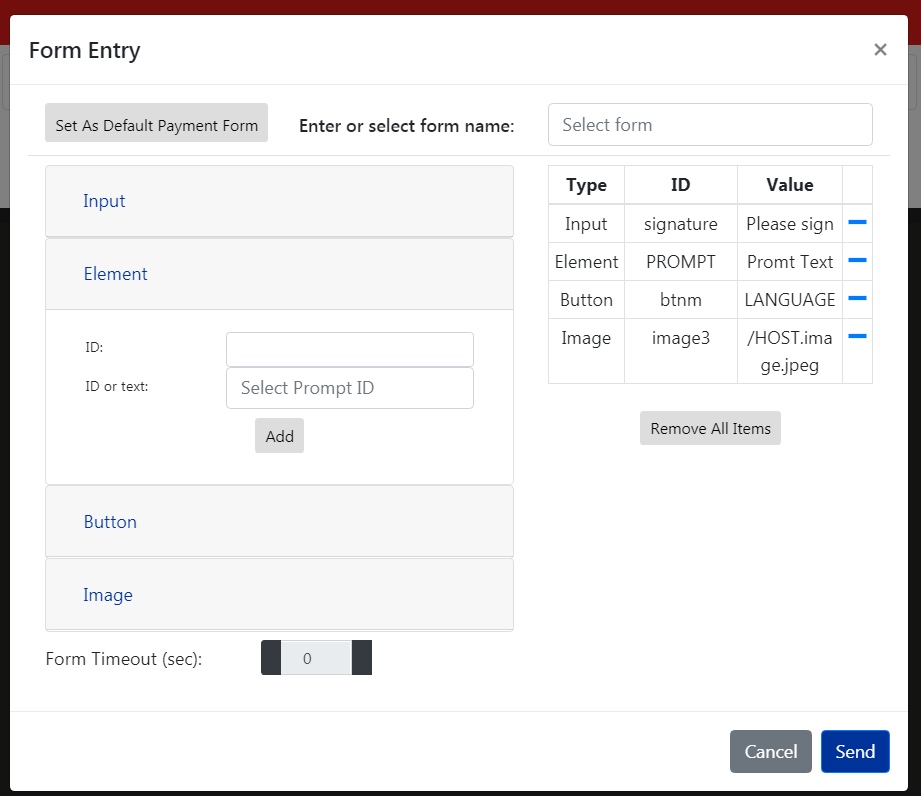 Form Entry ×
Set As Default Payment Form Enter or select form name: Select form
Input
Element
ID:
ID or text: Select Prompt ID
Add
Button
Image
Form Timeout (sec): 0
Type ID Value
Input signature Please sign
Element PROMPT Promt Text
Button btnm LANGUAGE
Image image3 /HOST.ima
ge.jpeg
Remove All Items
Cancel Send